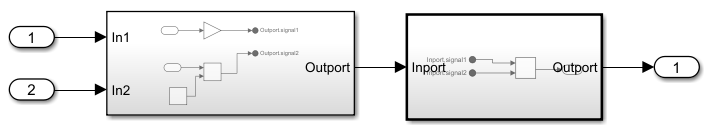 1
In1
Outport.signal1
Outport.signal2
2
In2
Outport
Inport
Inport.signal1
Inport.signal2
Outport
1